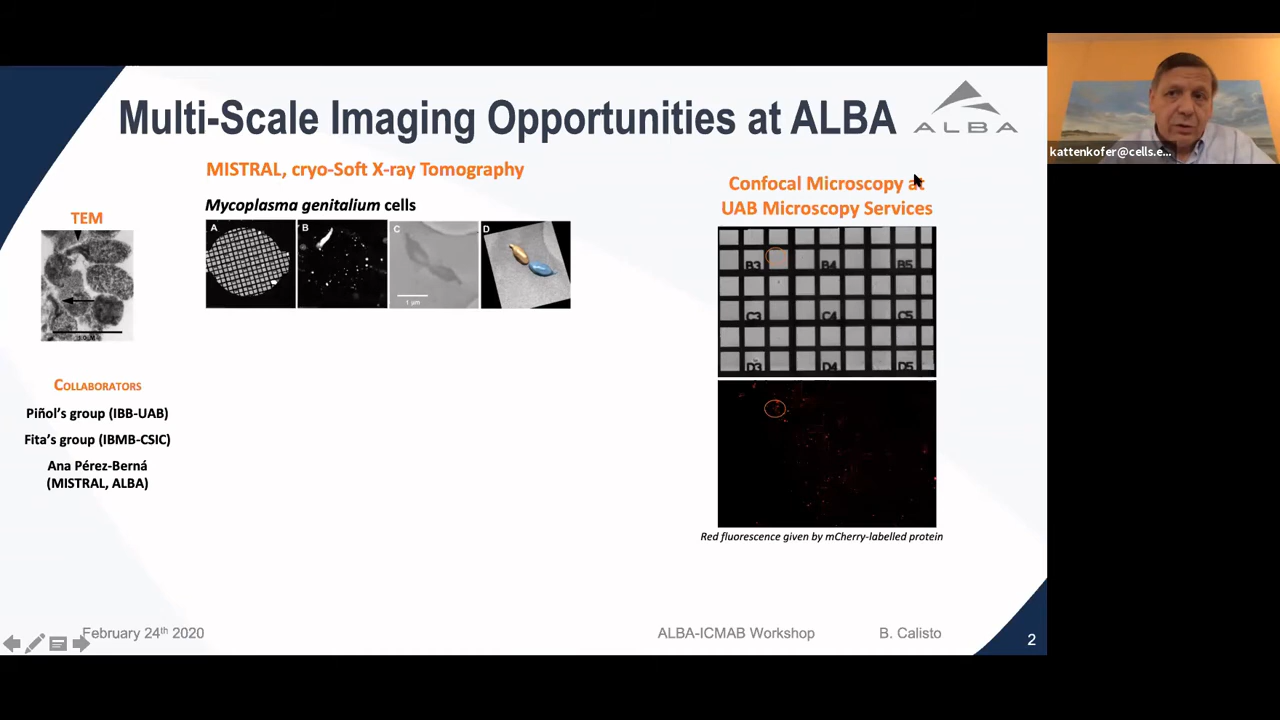 Multi-Scale Imaging Opportunities at ALBA
ALBA
kattenkofer@cells.e...
MISTRAL, cryo-Soft X-ray Tomography
Mycoplasma genitalium cells
A
B
C
D
1 µm
TEM
COLLABORATORS
Piñol's group (IBB-UAB)
Fita's group (IBMB-CSIC)
Ana Pérez-Berná
(MISTRAL, ALBA)
Confocal Microscopy at
UAB Microscopy Services
B3 B4 B5
C3 C4 C5
D3 D4 D5
Red fluorescence given by mCherry-labelled protein
February 24th 2020
ALBA-ICMAB Workshop
B. Calisto
2